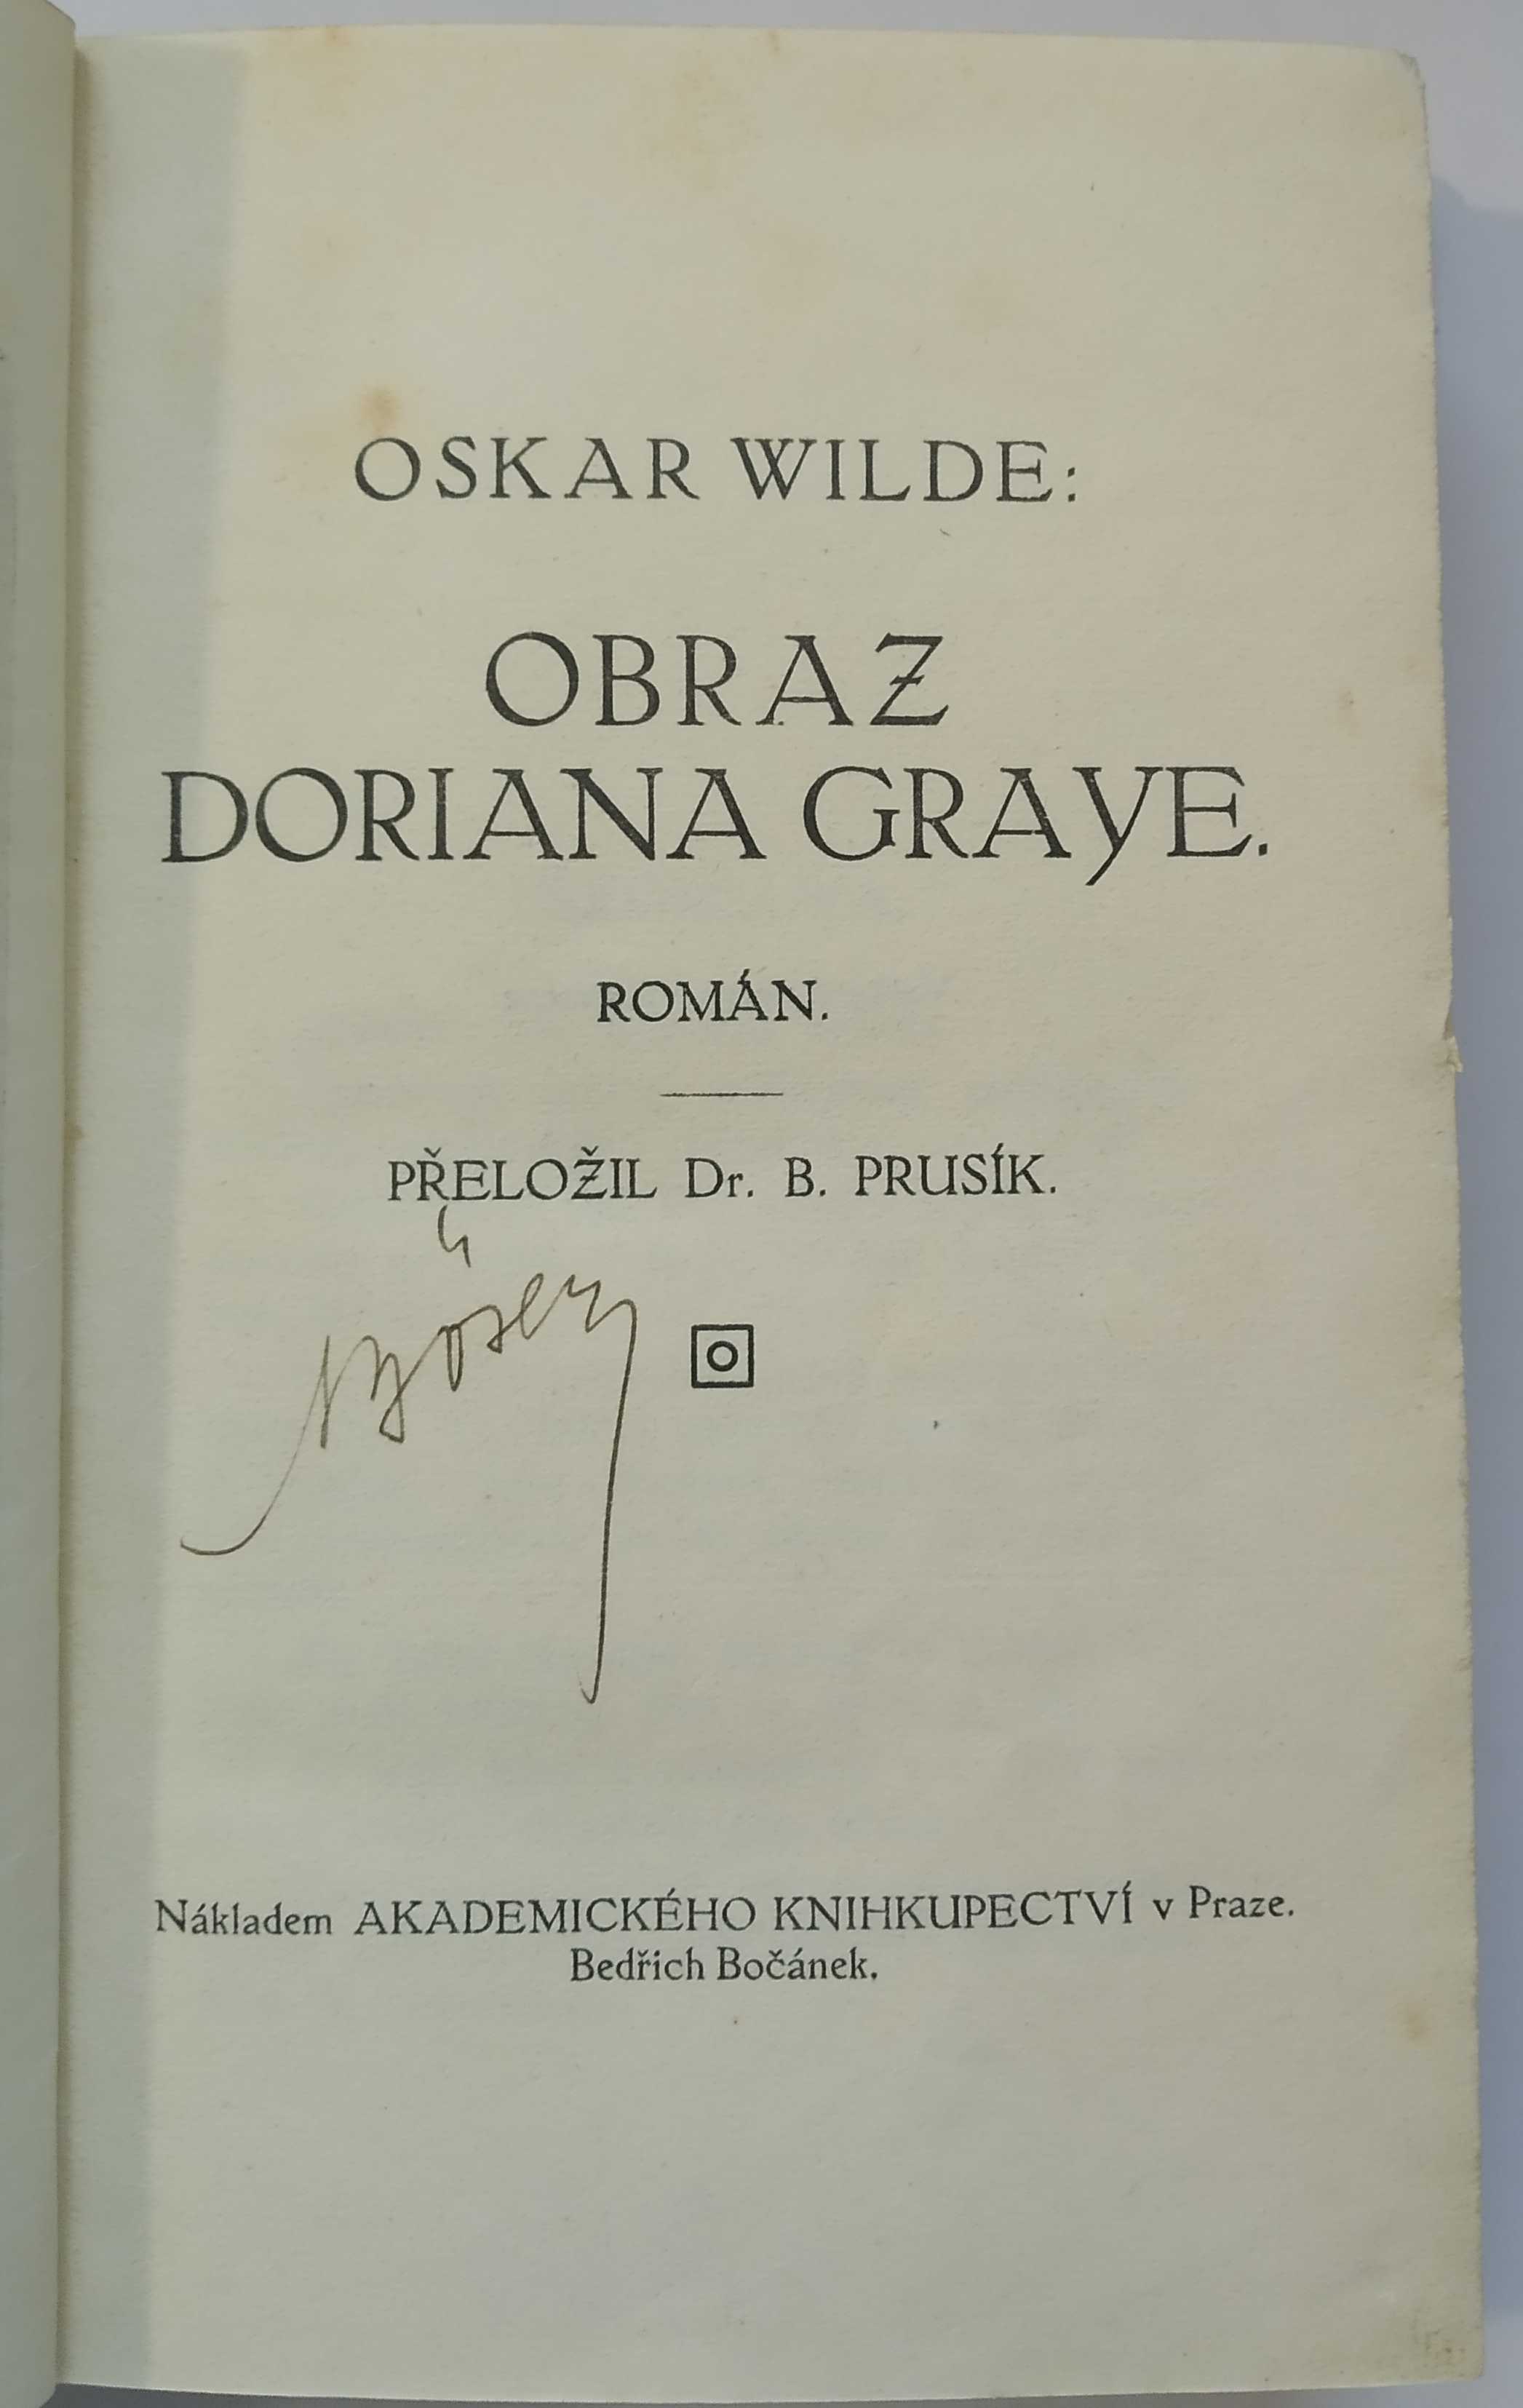 OSKAR WILDE:
OBRAZ
DORIANA GRAYE.
ROMÁN.
PŘELOŽIL Dr. B. PRUSÍK.
Nákladem AKADEMICKÉHO KNIHKUPECTVÍ v Praze.
Bedřich Bočánek.